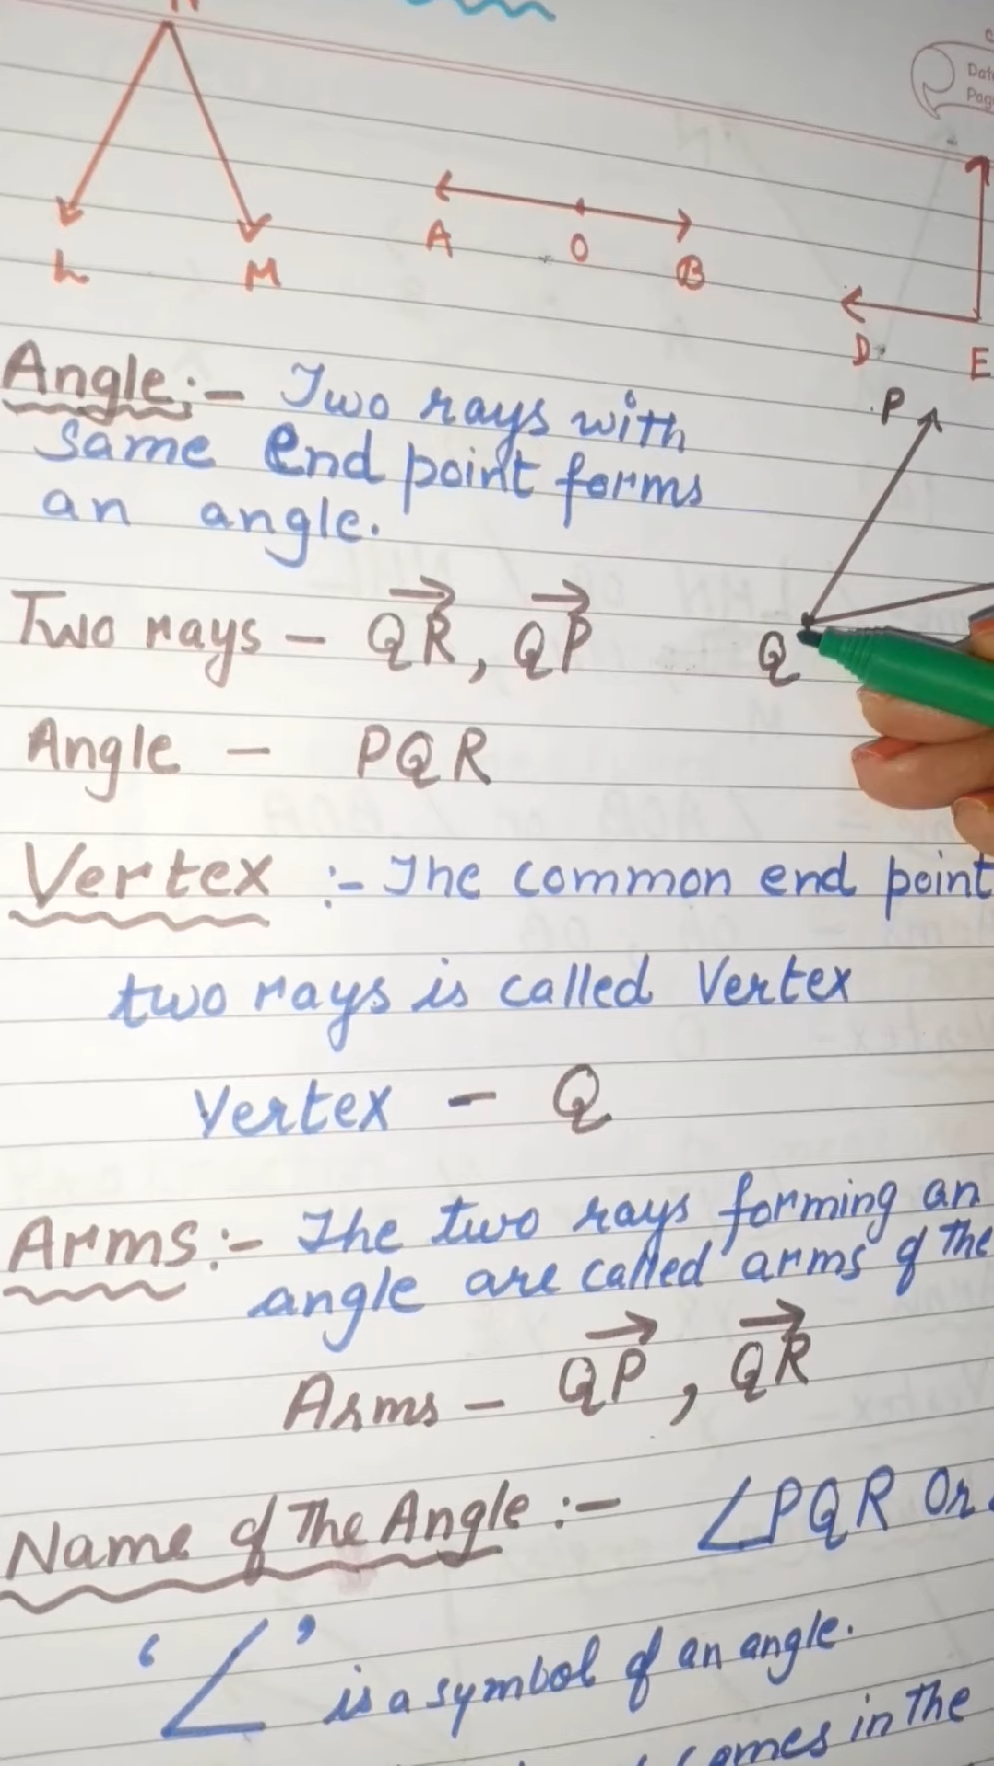 Date
Page
L M
A O B
D E
Angle:- Two rays with
same end point forms
an angle.
P
Two rays - QR, QP
Q
Angle - PQR
Vertex :- The common end point
two rays is called Vertex
Vertex - Q
Arms:- The two rays forming an
angle are called arms of the
Arms - QP, QR
Name of The Angle :- ∠PQR Or
‘∠’ is a symbol of an angle.
comes in the